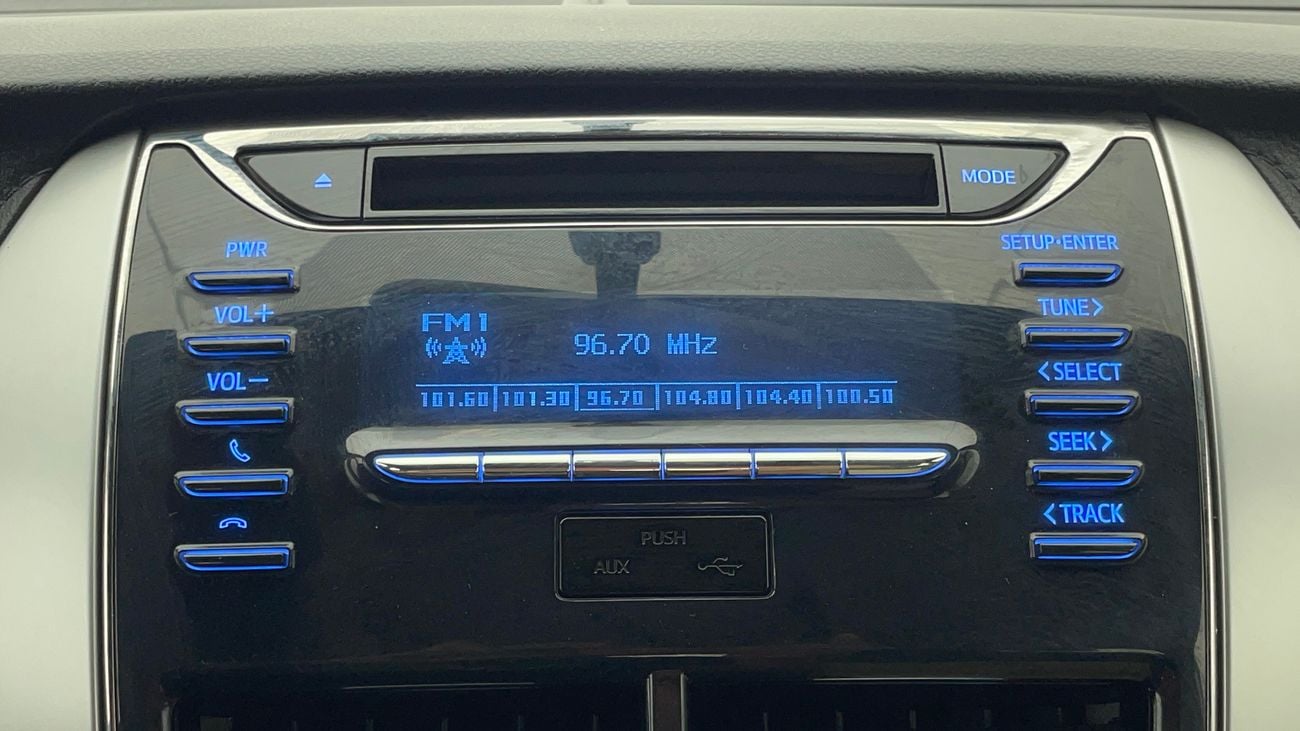 MODE
PWR
SETUP•ENTER
VOL+
TUNE>
FM1
96.70 MHz
VOL−
<SELECT
101.60 101.30 96.70 104.80 104.40 100.50
SEEK>
<TRACK
PUSH
AUX